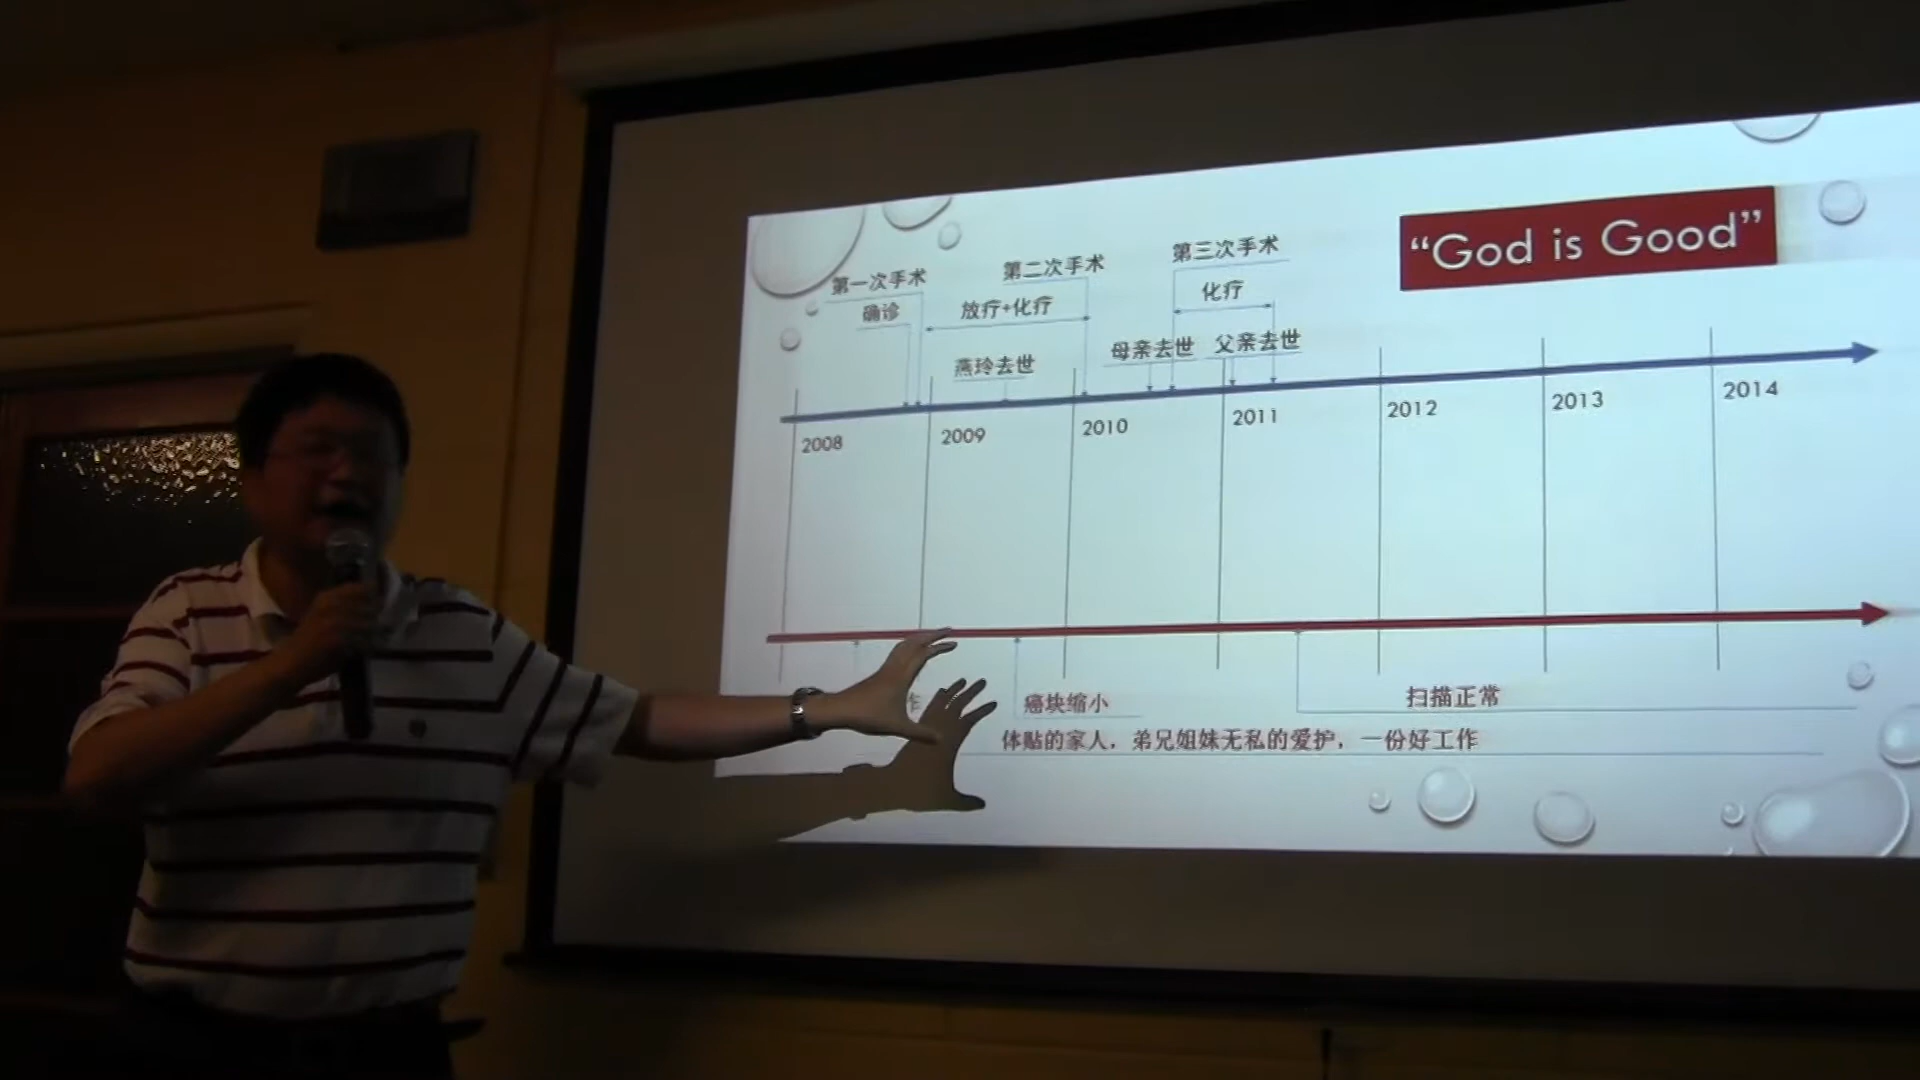 “God is Good”
第三次手术
第二次手术
第一次手术
化疗
放疗+化疗
确诊
母亲去世
父亲去世
燕玲去世
2008
2009
2010
2011
2012
2013
2014
癌块缩小
扫描正常
体贴的家人，弟兄姐妹无私的爱护，一份好工作